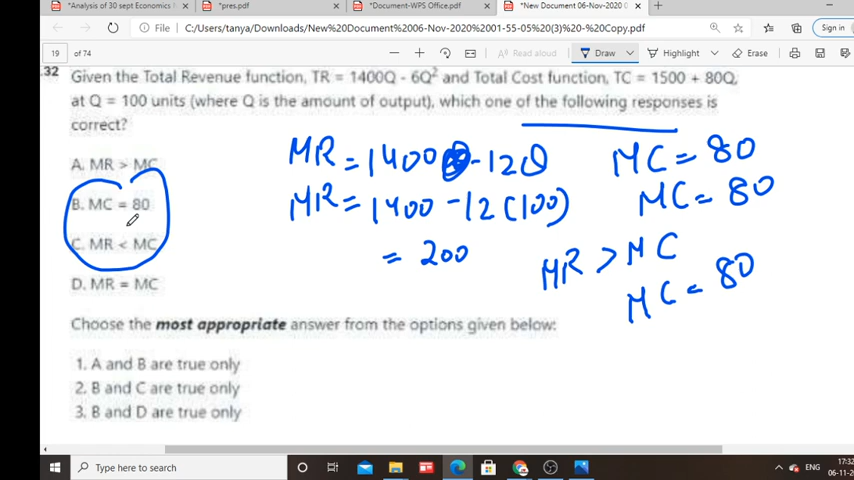 *Analysis of 30 sept Economics
*pres.pdf
*Document-WPS Office.pdf
*New Document 06-Nov-2020 0
File
C:/Users/tanya/Downloads/New%20Document%2006-Nov-2020%2001-55-05%20(3)%20-%20Copy.pdf
Sign in
19 of 74
Read aloud
Draw
Highlight
Erase
.32 Given the Total Revenue function, TR = 1400Q - 6Q² and Total Cost function, TC = 1500 + 80Q,
at Q = 100 units (where Q is the amount of output), which one of the following responses is
correct?
MR = 1400 - 12Q
MC = 80
A. MR > MC
B. MC = 80
MR = 1400 - 12(100)
MC = 80
C. MR < MC
= 200
MR > MC
D. MR = MC
MC = 80
Choose the most appropriate answer from the options given below:
1. A and B are true only
2. B and C are true only
3. B and D are true only
Type here to search
ENG
17:32
06-11-2